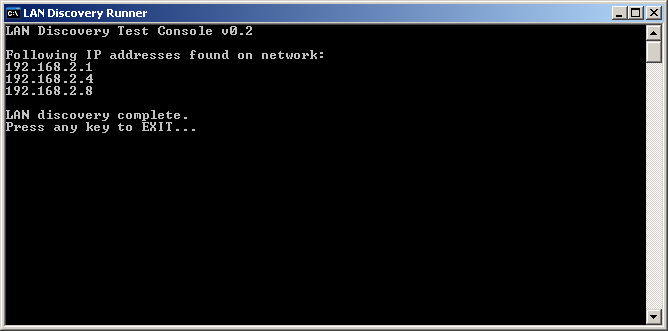 LAN Discovery Runner
LAN Discovery Test Console v0.2
Following IP addresses found on network:
192.168.2.1
192.168.2.4
192.168.2.8
LAN discovery complete.
Press any key to EXIT...